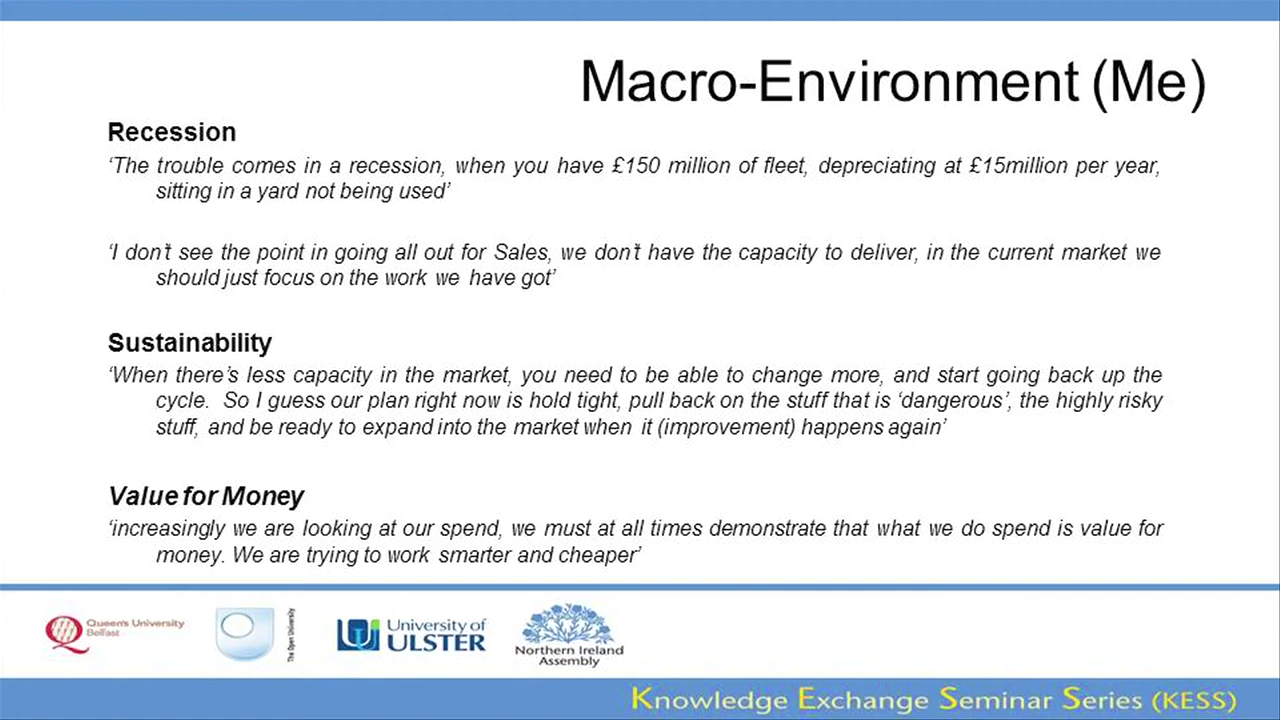 Macro-Environment (Me)
Recession
‘The trouble comes in a recession, when you have £150 million of fleet, depreciating at £15million per year,
sitting in a yard not being used’
‘I don’t see the point in going all out for Sales, we don’t have the capacity to deliver, in the current market we
should just focus on the work we have got’
Sustainability
‘When there’s less capacity in the market, you need to be able to change more, and start going back up the
cycle. So I guess our plan right now is hold tight, pull back on the stuff that is ‘dangerous’, the highly risky
stuff, and be ready to expand into the market when it (improvement) happens again’
Value for Money
‘increasingly we are looking at our spend, we must at all times demonstrate that what we do spend is value for
money. We are trying to work smarter and cheaper’
Queen's University
Belfast
The Open University
University of
ULSTER
Northern Ireland
Assembly
Knowledge Exchange Seminar Series (KESS)